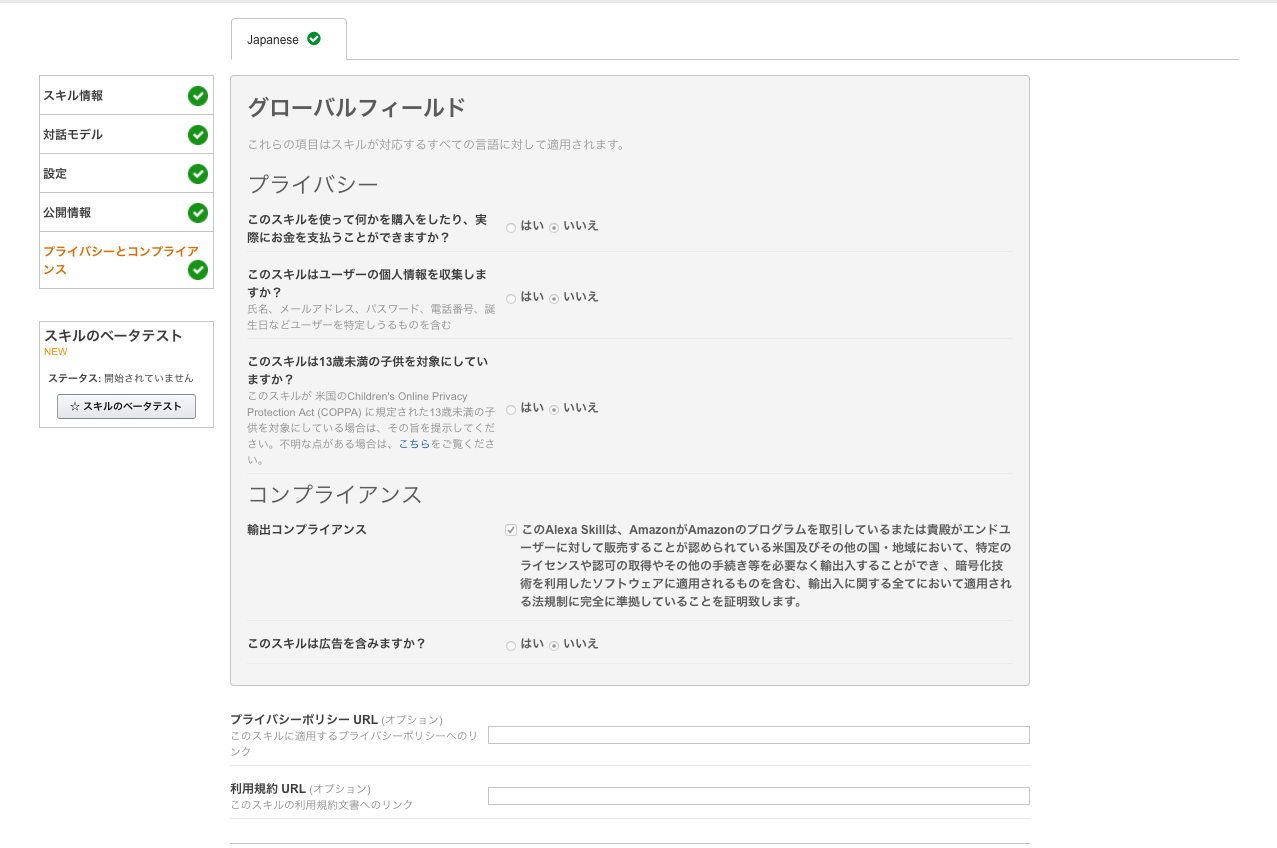 Japanese
スキル情報
対話モデル
設定
公開情報
プライバシーとコンプライア
ンス
スキルのベータテスト
NEW
ステータス: 開始されていません
☆ スキルのベータテスト
グローバルフィールド
これらの項目はスキルが対応するすべての言語に対して適用されます。
プライバシー
このスキルを使って何かを購入をしたり、実
際にお金を支払うことができますか？
はい いいえ
このスキルはユーザーの個人情報を収集しま
すか？
氏名、メールアドレス、パスワード、電話番号、誕
生日などユーザーを特定しうるものを含む
はい いいえ
このスキルは13歳未満の子供を対象にしてい
ますか？
このスキルが 米国のChildren's Online Privacy
Protection Act (COPPA) に規定された13歳未満の子
供を対象にしている場合は、その旨を提示してくだ
さい。不明な点がある場合は、こちらをご覧くださ
い。
はい いいえ
コンプライアンス
輸出コンプライアンス
このAlexa Skillは、AmazonがAmazonのプログラムを取引しているまたは貴殿がエンドユ
ーザーに対して販売することが認められている米国及びその他の国・地域において、特定の
ライセンスや認可の取得やその他の手続き等を必要なく輸出入することができ 、暗号化技
術を利用したソフトウェアに適用されるものを含む、輸出入に関する全てにおいて適用され
る法規制に完全に準拠していることを証明致します。
このスキルは広告を含みますか？
はい いいえ
プライバシーポリシー URL (オプション)
このスキルに適用するプライバシーポリシーへのリ
ンク
利用規約 URL (オプション)
このスキルの利用規約文書へのリンク